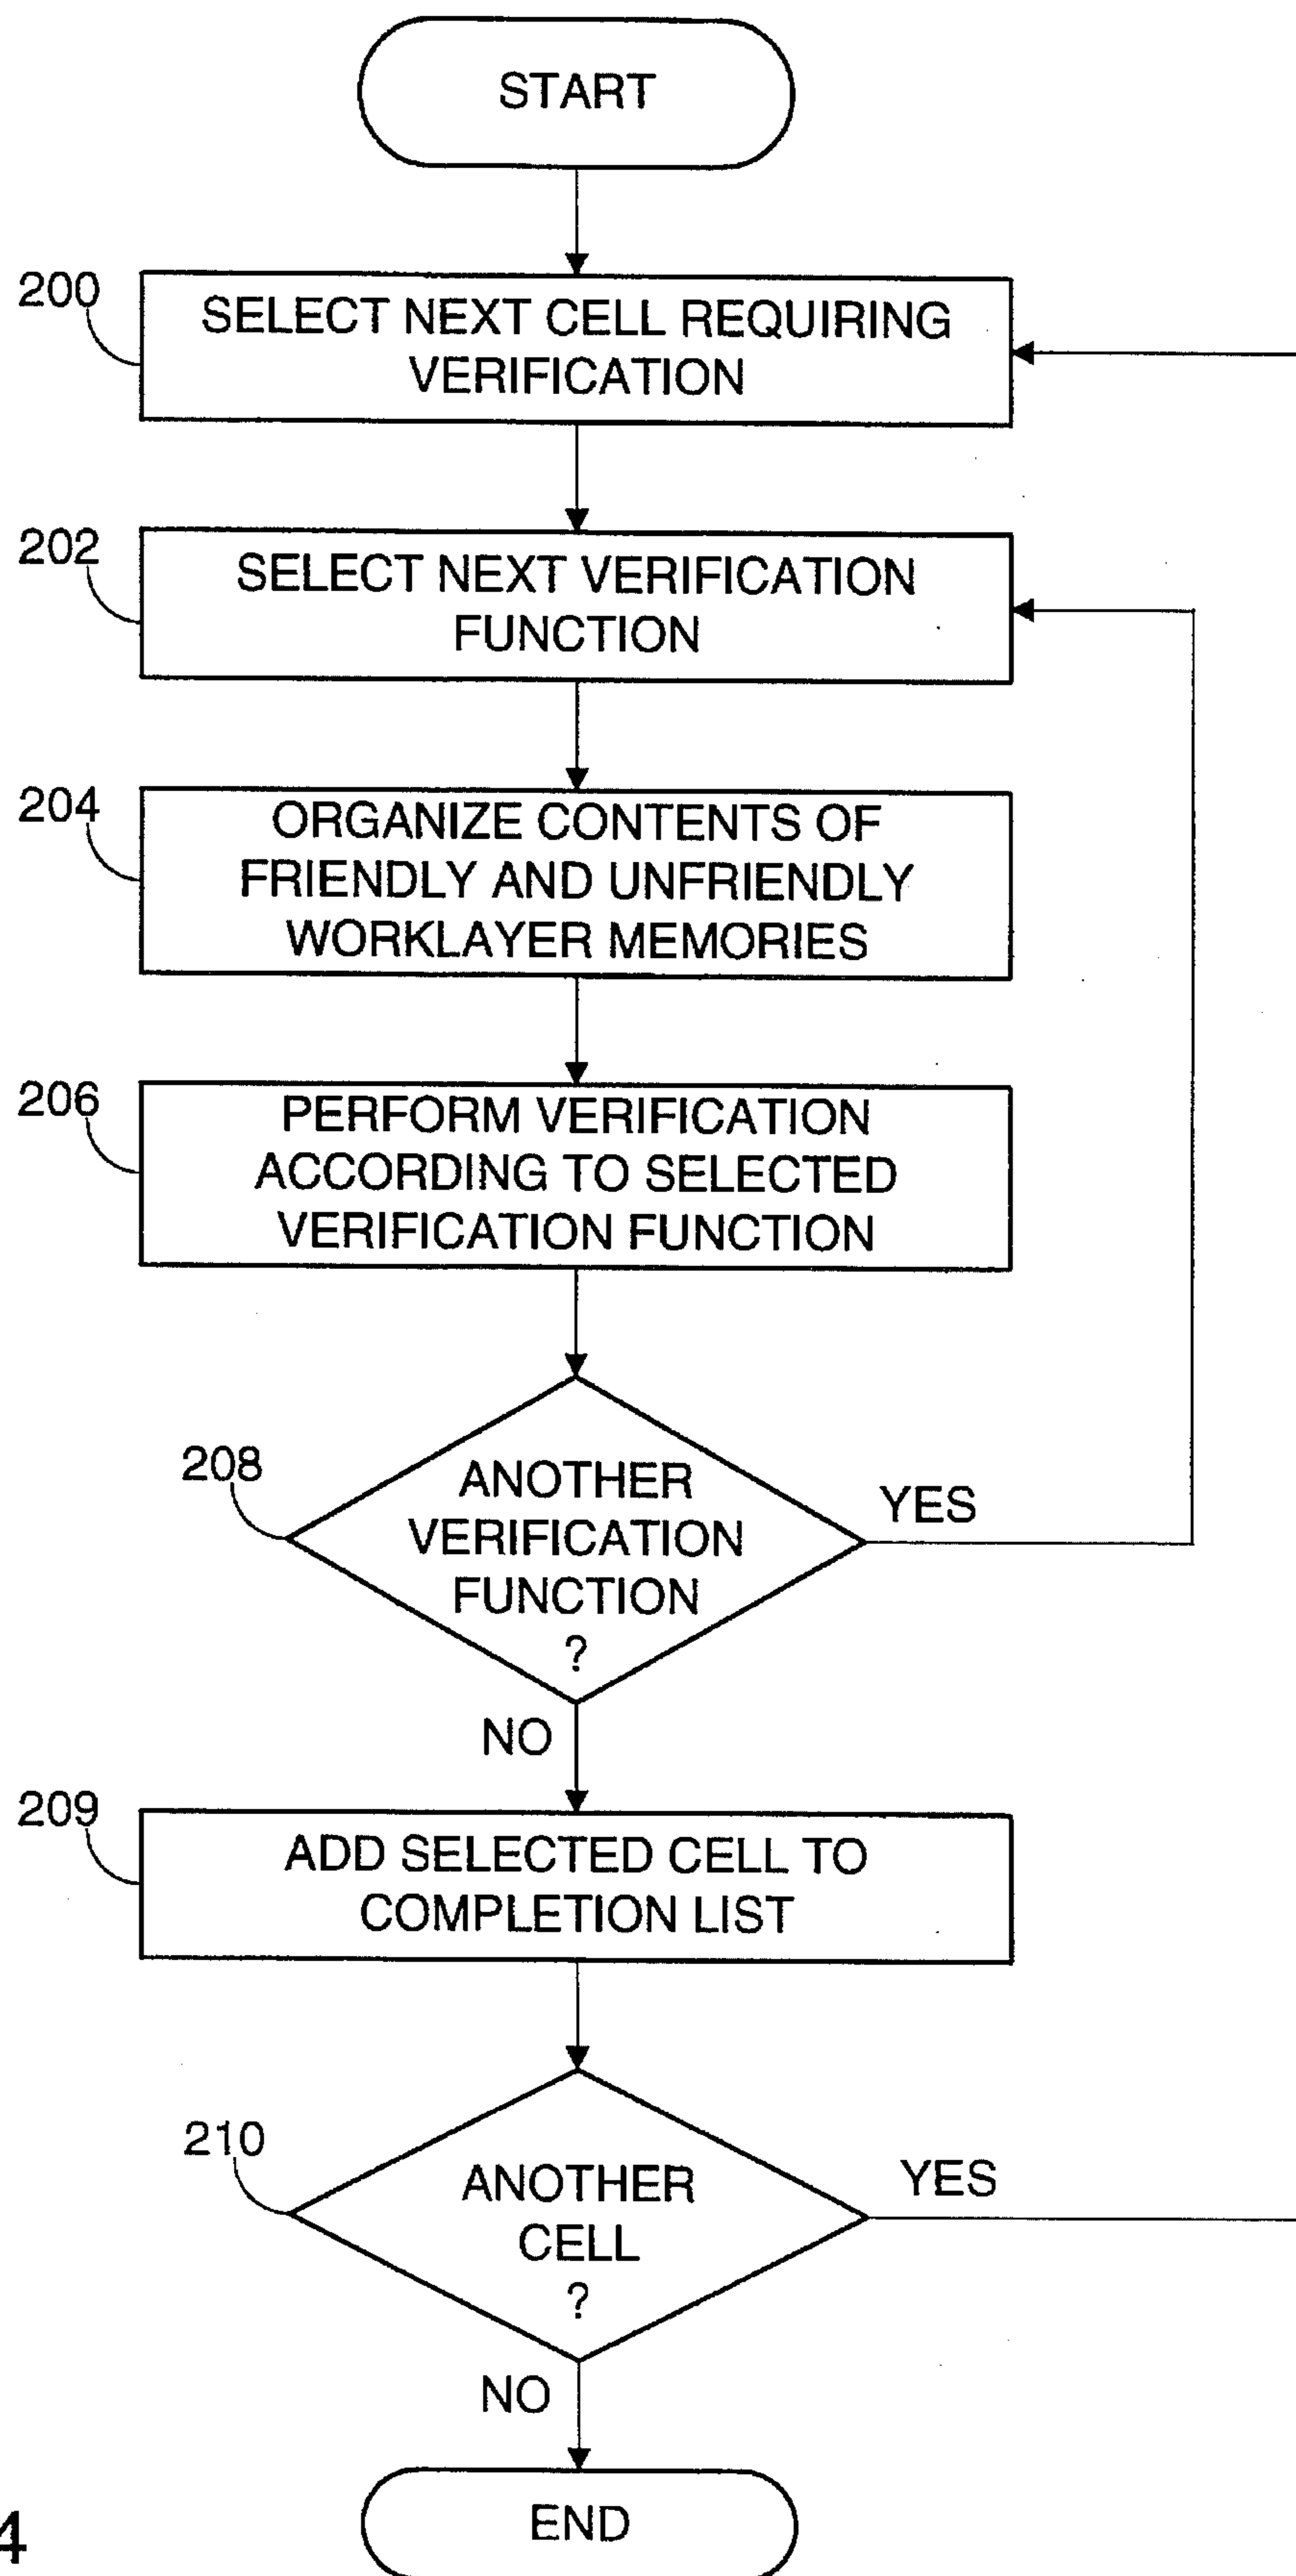 START
200
SELECT NEXT CELL REQUIRING
VERIFICATION
202
SELECT NEXT VERIFICATION
FUNCTION
204
ORGANIZE CONTENTS OF
FRIENDLY AND UNFRIENDLY
WORKLAYER MEMORIES
206
PERFORM VERIFICATION
ACCORDING TO SELECTED
VERIFICATION FUNCTION
208
ANOTHER
VERIFICATION
FUNCTION
?
YES
NO
209
ADD SELECTED CELL TO
COMPLETION LIST
210
ANOTHER
CELL
?
YES
NO
END
4